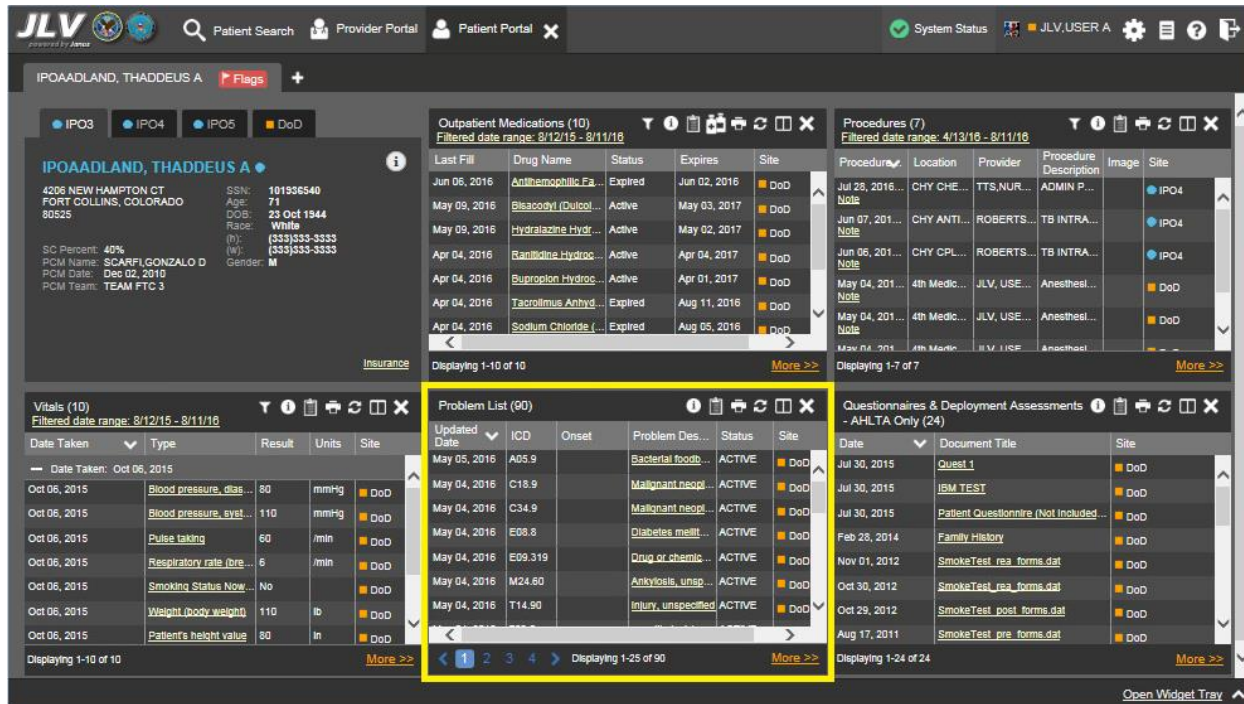 JLV
powered by Janus
Patient Search
Provider Portal
Patient Portal
System Status
JLV,USER A
IPOAADLAND, THADDEUS A
Flags
IPO3
IPO4
IPO5
DoD
IPOAADLAND, THADDEUS A
4206 NEW HAMPTON CT
FORT COLLINS, COLORADO
80525
SSN: 101936540
Age: 71
DOB: 23 Oct 1944
Race: White
(h): (333)333-3333
(w): (333)333-3333
Gender: M
SC Percent: 40%
PCM Name: SCARFI,GONZALO D
PCM Date: Dec 02, 2010
PCM Team: TEAM FTC 3
Insurance
Outpatient Medications (10)
Filtered date range: 8/12/15 - 8/11/16
Last Fill Drug Name Status Expires Site
Jun 06, 2016 Antihemophilic Fa... Expired Jun 02, 2016 DoD
May 09, 2016 Bisacodyl (Dulcol... Active May 03, 2017 DoD
May 09, 2016 Hydralazine Hydr... Active May 02, 2017 DoD
Apr 04, 2016 Ranitidine Hydroc... Active Apr 04, 2017 DoD
Apr 04, 2016 Bupropion Hydroc... Active Apr 01, 2017 DoD
Apr 04, 2016 Tacrolimus Anhyd... Expired Aug 11, 2016 DoD
Apr 04, 2016 Sodium Chloride (... Expired Aug 05, 2016 DoD
Displaying 1-10 of 10 More >>
Procedures (7)
Filtered date range: 4/13/16 - 8/11/16
Location Provider Procedure Description Image Site
Jul 28, 2016... CHY CHE... TTS,NUR... ADMIN P... IPO4
Note
Jun 07, 201... CHY ANTI... ROBERTS... TB INTRA... IPO4
Note
Jun 06, 201... CHY CPL... ROBERTS... TB INTRA... IPO4
Note
May 04, 201... 4th Medic... JLV, USE... Anesthesi... DoD
Note
May 04, 201... 4th Medic... JLV, USE... Anesthesi... DoD
Note
Displaying 1-7 of 7 More >>
Vitals (10)
Filtered date range: 8/12/15 - 8/11/16
Date Taken Type Result Units Site
Date Taken: Oct 06, 2015
Oct 06, 2015 Blood pressure, dias... 80 mmHg DoD
Oct 06, 2015 Blood pressure, syst... 110 mmHg DoD
Oct 06, 2015 Pulse taking 60 /min DoD
Oct 06, 2015 Respiratory rate (bre... 6 /min DoD
Oct 06, 2015 Smoking Status Now... No DoD
Oct 06, 2015 Weight (body weight) 110 lb DoD
Oct 06, 2015 Patient's height value 80 in DoD
Displaying 1-10 of 10 More >>
Problem List (90)
Updated Date ICD Onset Problem Des... Status Site
May 05, 2016 A05.9 Bacterial foodb... ACTIVE DoD
May 04, 2016 C18.9 Malignant neopl... ACTIVE DoD
May 04, 2016 C34.9 Malignant neopl... ACTIVE DoD
May 04, 2016 E08.8 Diabetes mellit... ACTIVE DoD
May 04, 2016 E09.319 Drug or chemic... ACTIVE DoD
May 04, 2016 M24.60 Ankylosis, unsp... ACTIVE DoD
May 04, 2016 T14.90 Injury, unspecified ACTIVE DoD
1 2 3 4 Displaying 1-25 of 90 More >>
Questionnaires & Deployment Assessments
- AHLTA Only (24)
Date Document Title Site
Jul 30, 2015 Quest 1 DoD
Jul 30, 2015 IBM TEST DoD
Jul 30, 2015 Patient Questionnire (Not Included... DoD
Feb 28, 2014 Family History DoD
Nov 01, 2012 SmokeTest_rea_forms.dat DoD
Oct 30, 2012 SmokeTest_rea_forms.dat DoD
Oct 29, 2012 SmokeTest_post_forms.dat DoD
Aug 17, 2011 SmokeTest_pre_forms.dat DoD
Displaying 1-24 of 24 More >>
Open Widget Tray